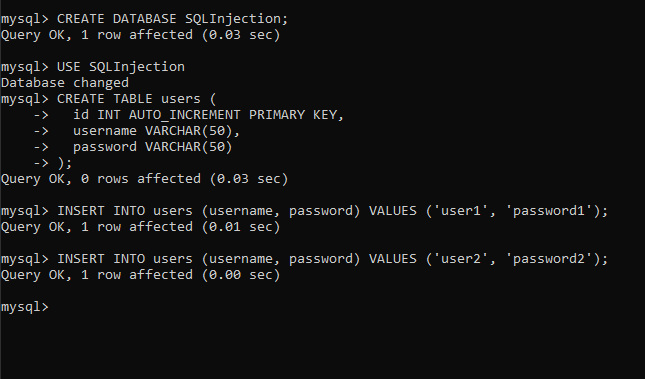 mysql> CREATE DATABASE SQLInjection;
Query OK, 1 row affected (0.03 sec)
mysql> USE SQLInjection
Database changed
mysql> CREATE TABLE users (
    ->   id INT AUTO_INCREMENT PRIMARY KEY,
    ->   username VARCHAR(50),
    ->   password VARCHAR(50)
    -> );
Query OK, 0 rows affected (0.03 sec)
mysql> INSERT INTO users (username, password) VALUES ('user1', 'password1');
Query OK, 1 row affected (0.01 sec)
mysql> INSERT INTO users (username, password) VALUES ('user2', 'password2');
Query OK, 1 row affected (0.00 sec)
mysql>